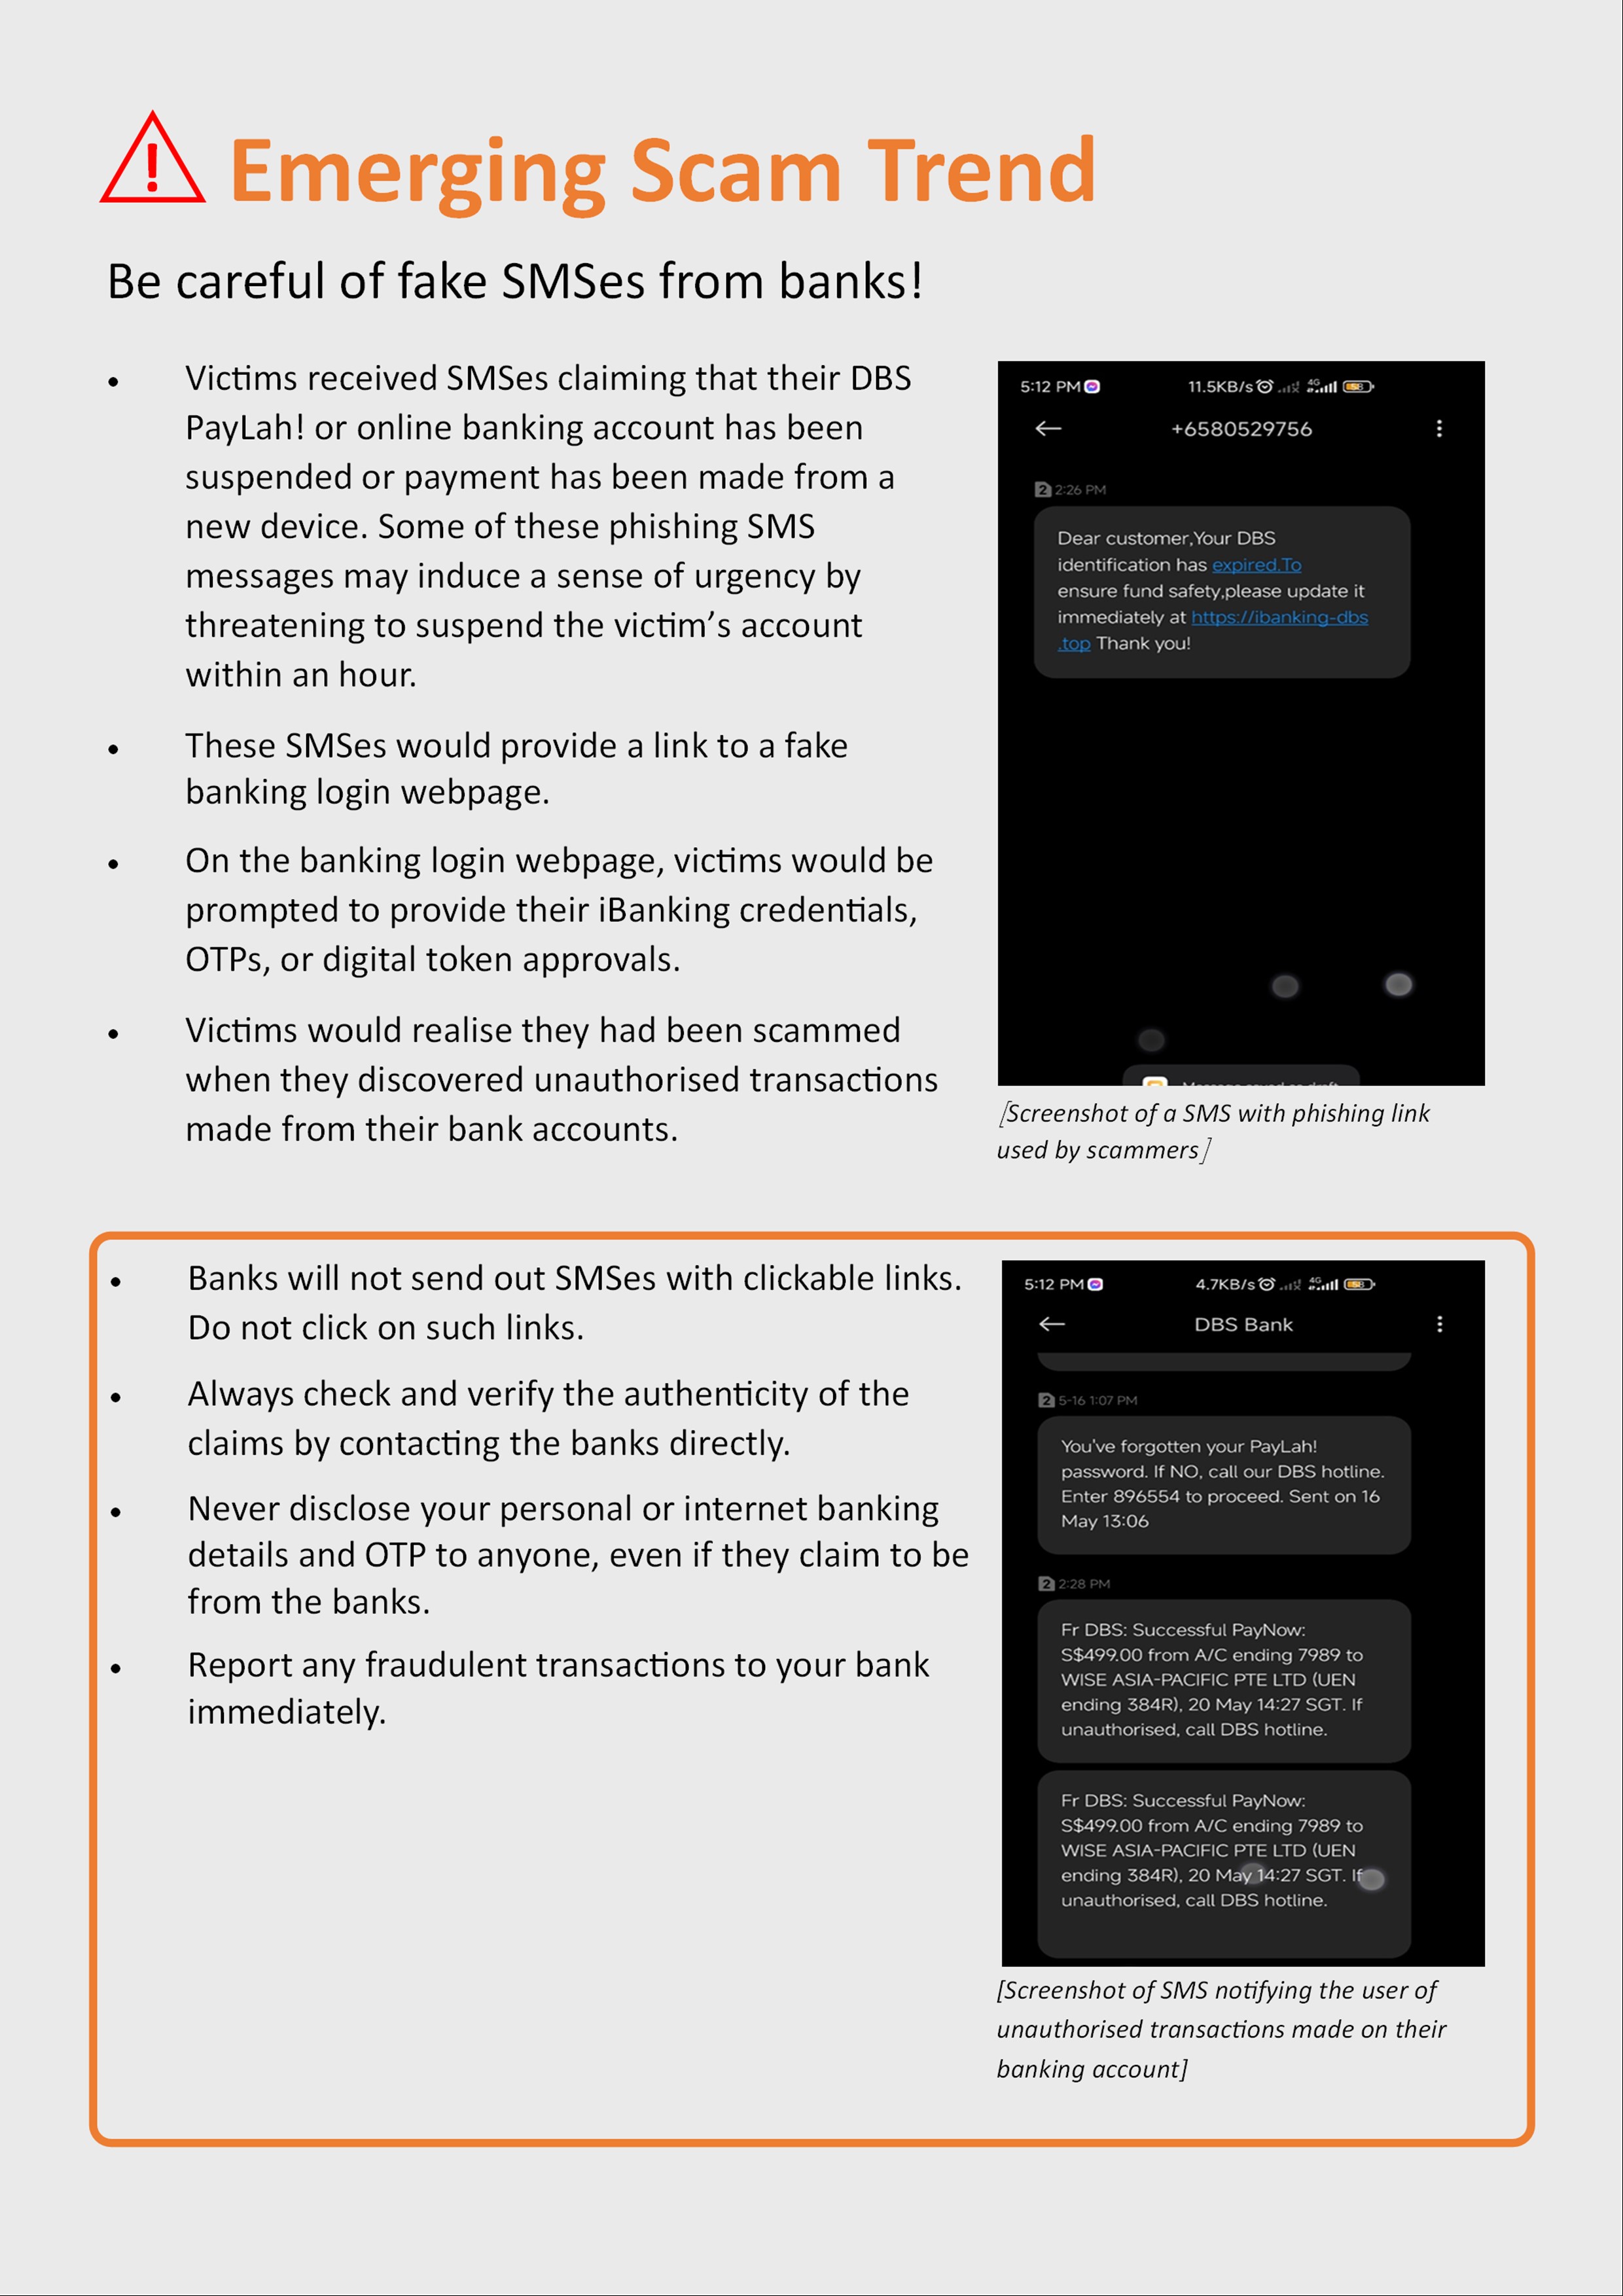 ! Emerging Scam Trend
Be careful of fake SMSes from banks!
• Victims received SMSes claiming that their DBS
PayLah! or online banking account has been
suspended or payment has been made from a
new device. Some of these phishing SMS
messages may induce a sense of urgency by
threatening to suspend the victim’s account
within an hour.
• These SMSes would provide a link to a fake
banking login webpage.
• On the banking login webpage, victims would be
prompted to provide their iBanking credentials,
OTPs, or digital token approvals.
• Victims would realise they had been scammed
when they discovered unauthorised transactions
made from their bank accounts.
5:12 PM 11.5KB/s 4G 58
+6580529756
2 2:26 PM
Dear customer,Your DBS
identification has expired.To
ensure fund safety,please update it
immediately at https://ibanking-dbs
.top Thank you!
Message saved as draft
[Screenshot of a SMS with phishing link
used by scammers]
• Banks will not send out SMSes with clickable links.
Do not click on such links.
• Always check and verify the authenticity of the
claims by contacting the banks directly.
• Never disclose your personal or internet banking
details and OTP to anyone, even if they claim to be
from the banks.
• Report any fraudulent transactions to your bank
immediately.
5:12 PM 4.7KB/s 4G 58
DBS Bank
2 5-16 1:07 PM
You've forgotten your PayLah!
password. If NO, call our DBS hotline.
Enter 896554 to proceed. Sent on 16
May 13:06
2 2:28 PM
Fr DBS: Successful PayNow:
S$499.00 from A/C ending 7989 to
WISE ASIA-PACIFIC PTE LTD (UEN
ending 384R), 20 May 14:27 SGT. If
unauthorised, call DBS hotline.
Fr DBS: Successful PayNow:
S$499.00 from A/C ending 7989 to
WISE ASIA-PACIFIC PTE LTD (UEN
ending 384R), 20 May 14:27 SGT. If
unauthorised, call DBS hotline.
[Screenshot of SMS notifying the user of
unauthorised transactions made on their
banking account]